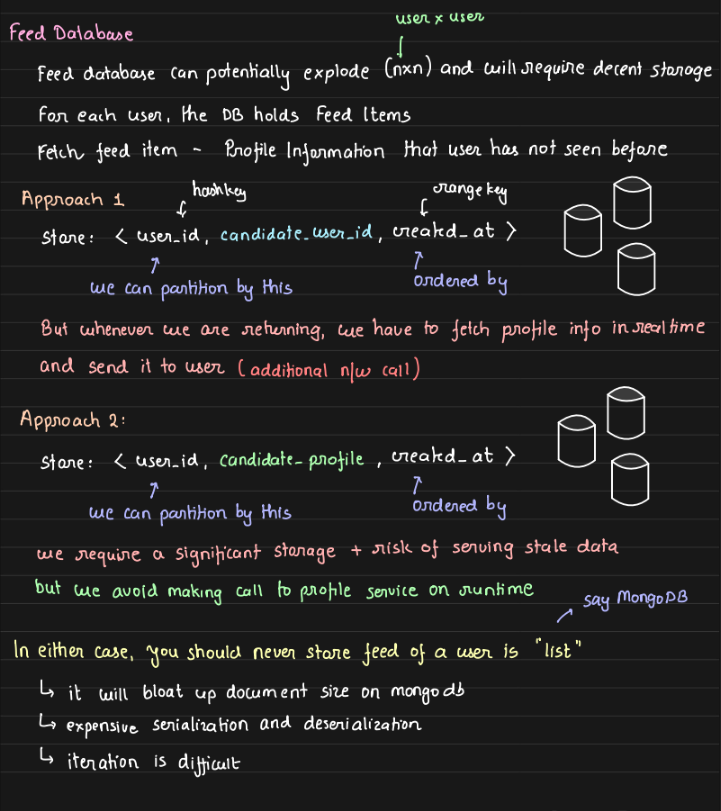 user x user
Feed Database
Feed database can potentially explode (nxn) and will require decent storage
For each user, the DB holds Feed Items
Fetch feed item - Profile Information that user has not seen before
Approach 1
hashkey
range key
Store: < user_id, candidate_user_id, created_at >
we can partition by this
ordered by
But whenever we are returning, we have to fetch profile info in realtime
and send it to user (additional n/w call)
Approach 2:
Store: < user_id, candidate_profile, created_at >
we can partition by this
ordered by
we require a significant storage + risk of serving stale data
but we avoid making call to profile service on runtime
say MongoDB
In either case, you should never store feed of a user is "list"
↳ it will bloat up document size on mongodb
↳ expensive serialization and deserialization
↳ iteration is difficult